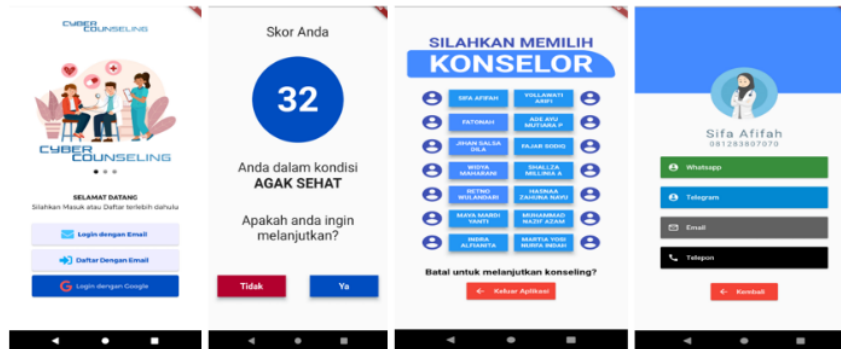 CYBER
COUNSELING
CYBER
COUNSELING
SELAMAT DATANG
Silahkan Masuk atau Daftar terlebih dahulu
Login dengan Email
Daftar Dengan Email
Login dengan Google
Skor Anda
32
Anda dalam kondisi
AGAK SEHAT
Apakah anda ingin
melanjutkan?
Tidak
Ya
SILAHKAN MEMILIH
KONSELOR
SIFA AFIFAH
YOLLAWATI
ARIFI
FATONAH
ADE AYU
MUTIARA P
JIHAN SALSA
DILA
FAJAR SODIQ
WIDYA
MAHARANI
SHALLZA
MILLINIA A
RETNO
WULANDARI
HASNAA
ZAHUNA NAYU
MAYA MARDI
YANTI
MUHAMMAD
NAZIF AZAM
INDRA
ALFIANITA
MARTIA YOGI
NURFA INDAH
Batal untuk melanjutkan konseling?
Keluar Aplikasi
Sifa Afifah
081283807070
Whatsapp
Telegram
Email
Telepon
Kembali